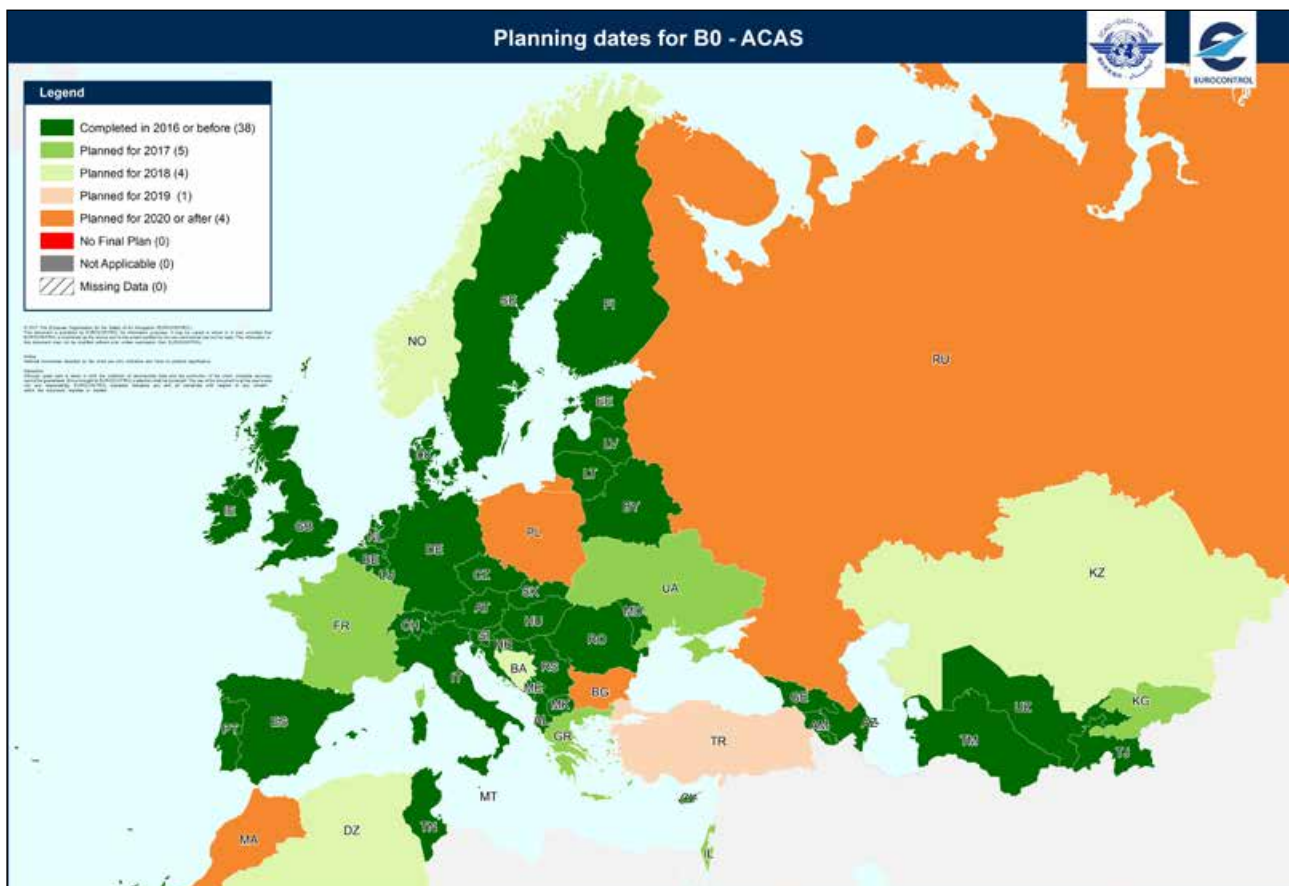 Planning dates for B0 - ACAS
ICAO
EUROCONTROL
Legend
Completed in 2016 or before (38)
Planned for 2017 (5)
Planned for 2018 (4)
Planned for 2019 (1)
Planned for 2020 or after (4)
No Final Plan (0)
Not Applicable (0)
Missing Data (0)
SE
FI
NO
RU
EE
LV
DK
LT
IE
GB
BY
NL
PL
DE
BE
LU
CZ
KZ
UA
SK
AT
MD
FR
CH
HU
SI
RO
HR
BA
RS
IT
ME
BG
MK
GE
KG
PT
ES
AL
AM
AZ
UZ
GR
TR
TM
TJ
MT
CY
MA
DZ
TN
IL